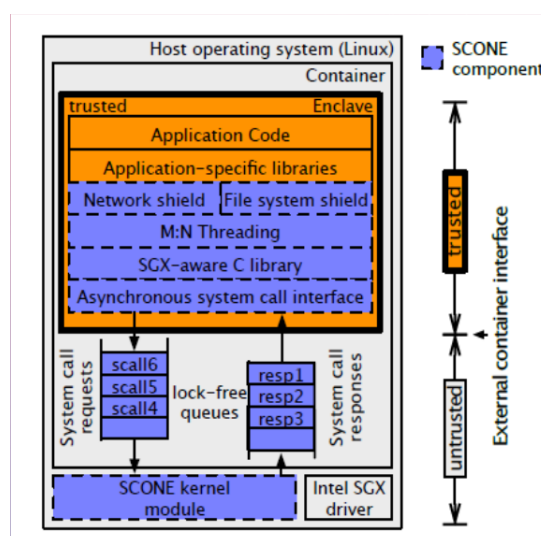 Host operating system (Linux)
SCONE
component
Container
trusted
Enclave
Application Code
Application-specific libraries
Network shield
File system shield
M:N Threading
SGX-aware C library
Asynchronous system call interface
System call
requests
scall6
scall5
scall4
lock-free
queues
resp1
resp2
resp3
System call
responses
SCONE kernel
module
Intel SGX
driver
trusted
untrusted
External container interface